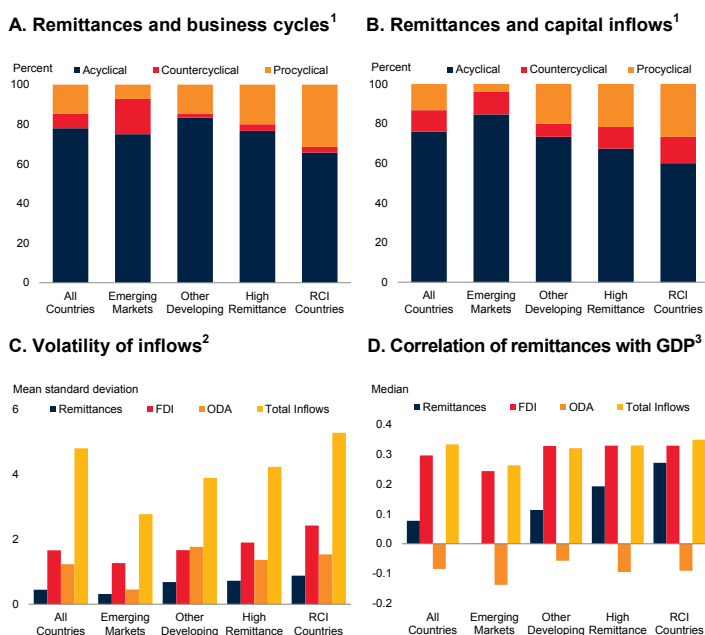 A. Remittances and business cycles¹
Percent
Acyclical Countercyclical Procyclical
100
80
60
40
20
0
All Countries
Emerging Markets
Other Developing
High Remittance
RCI Countries
B. Remittances and capital inflows¹
Percent
Acyclical Countercyclical Procyclical
100
80
60
40
20
0
All Countries
Emerging Markets
Other Developing
High Remittance
RCI Countries
C. Volatility of inflows²
Mean standard deviation
Remittances FDI ODA Total Inflows
6
4
2
0
All Countries
Emerging Markets
Other Developing
High Remittance
RCI Countries
D. Correlation of remittances with GDP³
Median
Remittances FDI ODA Total Inflows
0.4
0.3
0.2
0.1
0.0
-0.1
-0.2
All Countries
Emerging Markets
Other Developing
High Remittance
RCI Countries